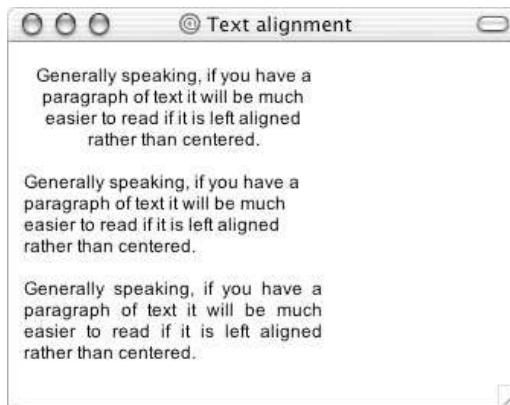 Text alignment
Generally speaking, if you have a
paragraph of text it will be much
easier to read if it is left aligned
rather than centered.
Generally speaking, if you have a
paragraph of text it will be much
easier to read if it is left aligned
rather than centered.
Generally speaking, if you have a
paragraph of text it will be much
easier to read if it is left aligned
rather than centered.